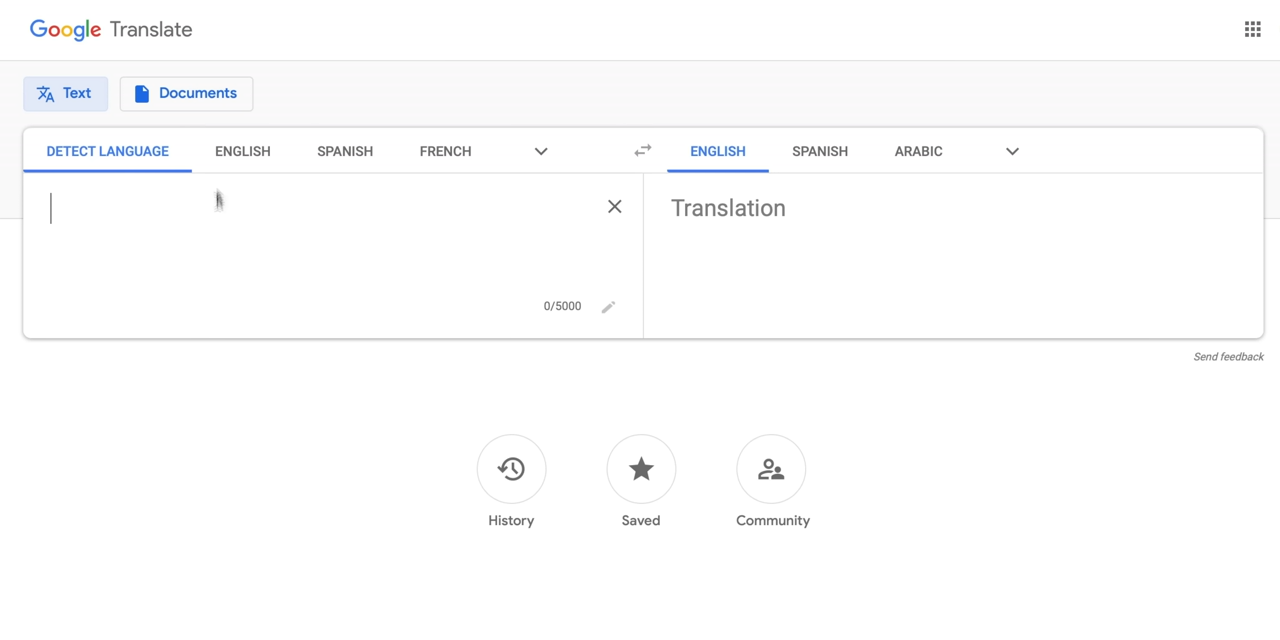 Google Translate
Text Documents
DETECT LANGUAGE ENGLISH SPANISH FRENCH ENGLISH SPANISH ARABIC
Translation
0/5000
Send feedback
History Saved Community